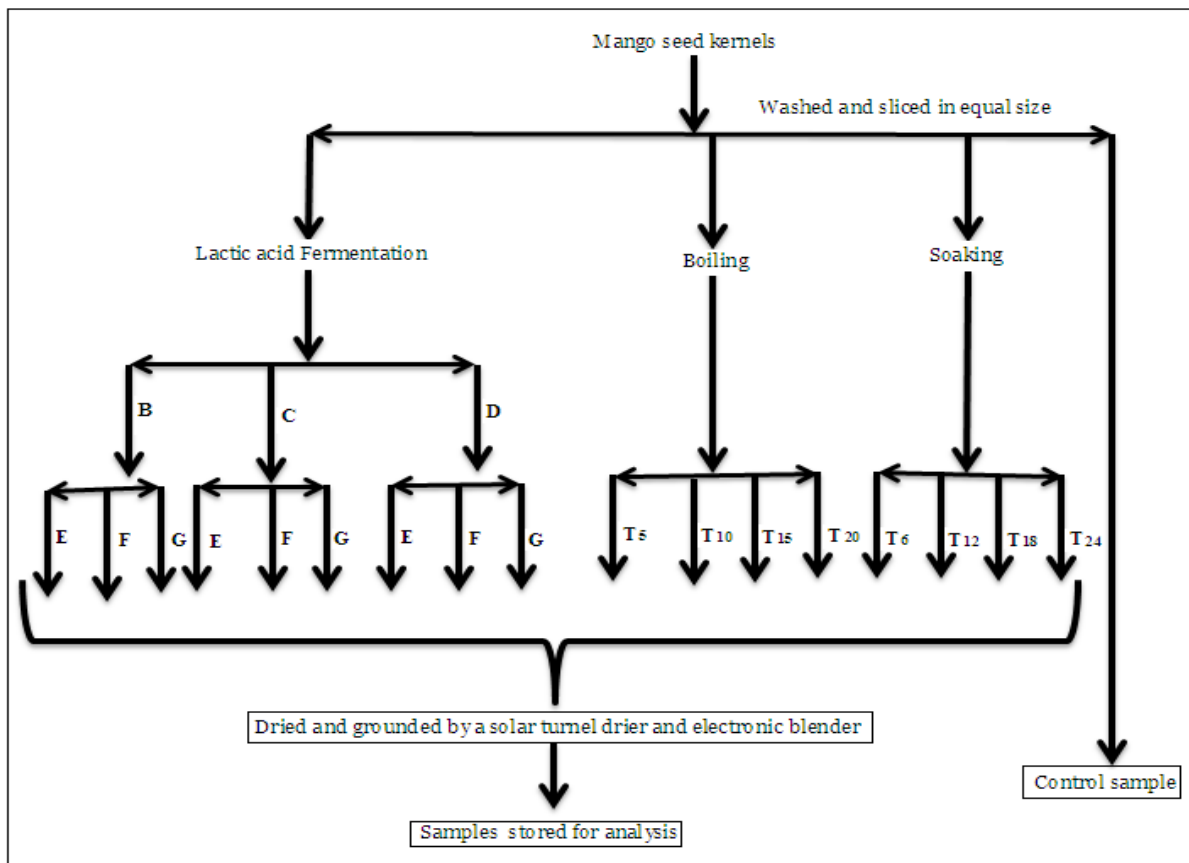 Mango seed kernels
Washed and sliced in equal size
Lactic acid Fermentation
Boiling
Soaking
B
C
D
E
F
G
E
F
G
E
F
G
T5
T10
T15
T20
T6
T12
T18
T24
Dried and grounded by a solar turnel drier and electronic blender
Control sample
Samples stored for analysis